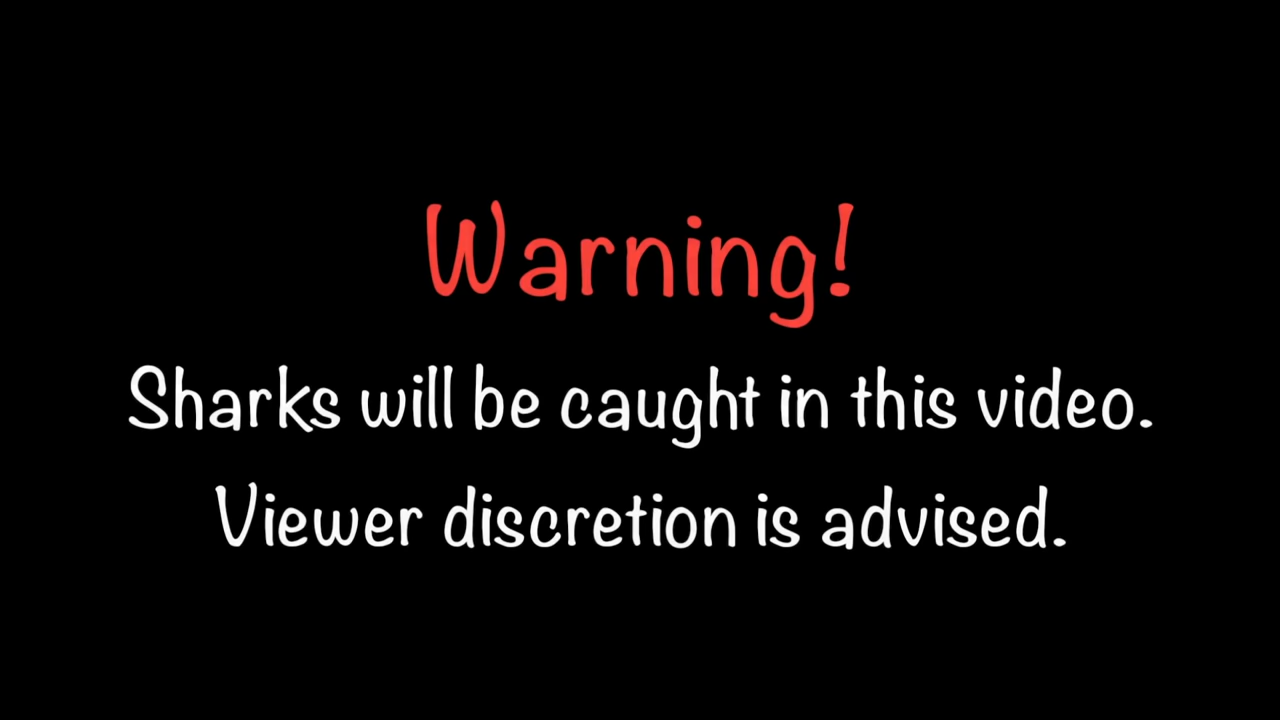 Warning!
Sharks will be caught in this video.
Viewer discretion is advised.